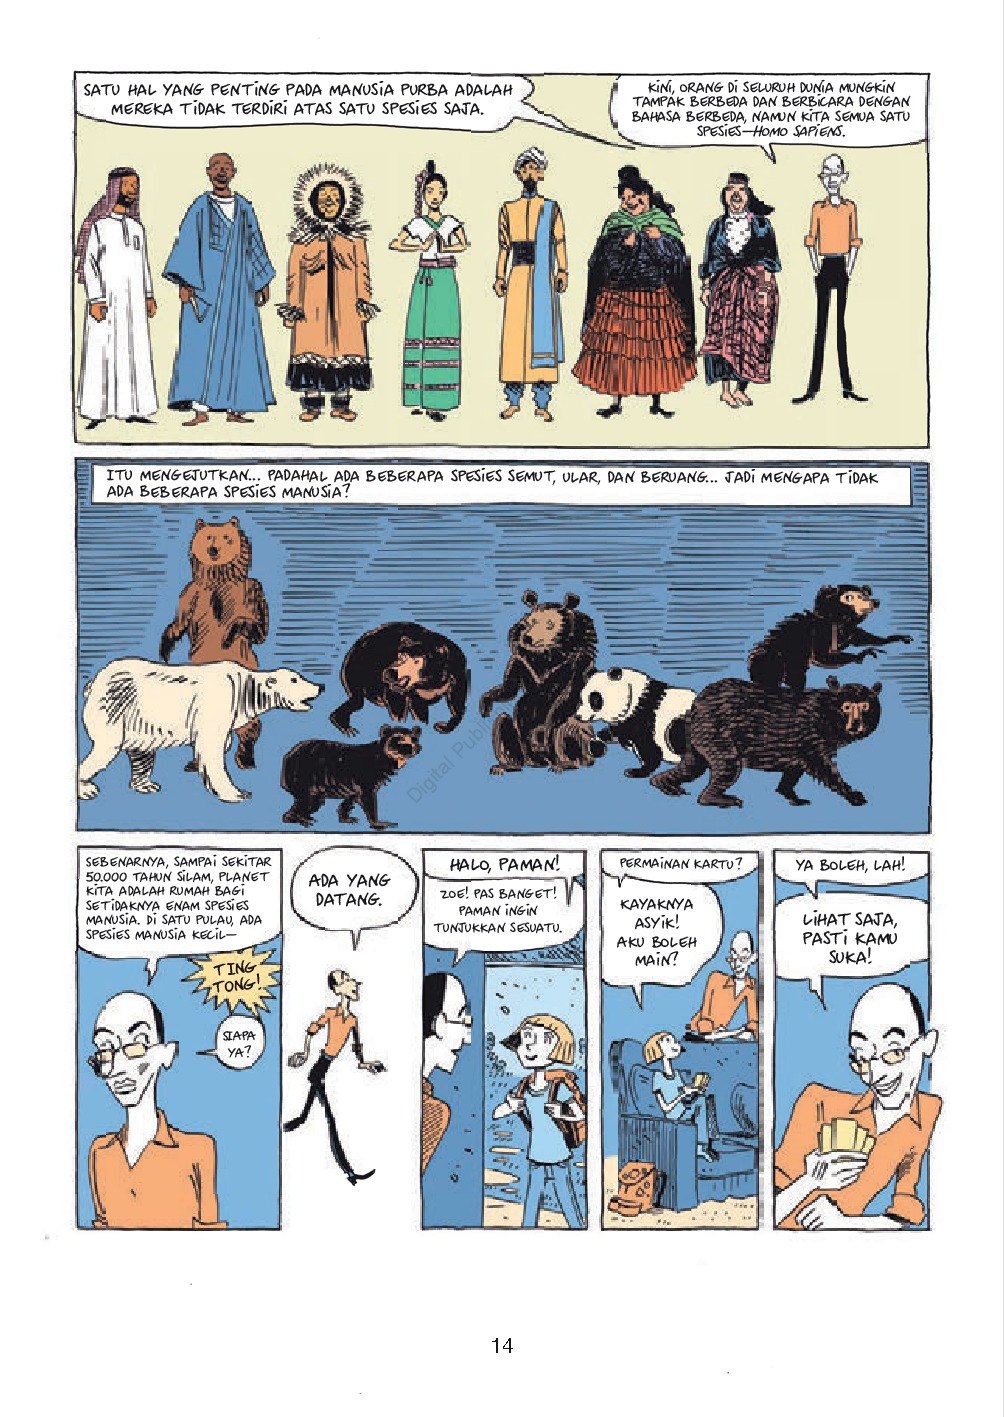 SATU HAL YANG PENTING PADA MANUSIA PURBA ADALAH
MEREKA TIDAK TERDIRI ATAS SATU SPESIES SAJA.
KINI, ORANG DI SELURUH DUNIA MUNGKIN
TAMPAK BERBEDA DAN BERBICARA DENGAN
BAHASA BERBEDA, NAMUN KITA SEMUA SATU
SPESIES—HOMO SAPIENS.
ITU MENGEJUTKAN... PADAHAL ADA BEBERAPA SPESIES SEMUT, ULAR, DAN BERUANG... JADI MENGAPA TIDAK
ADA BEBERAPA SPESIES MANUSIA?
Digital Publi
SEBENARNYA, SAMPAI SEKITAR
50.000 TAHUN SILAM, PLANET
KITA ADALAH RUMAH BAGI
SETIDAKNYA ENAM SPESIES
MANUSIA. DI SATU PULAU, ADA
SPESIES MANUSIA KECIL—
TING
TONG!
SIAPA
YA?
ADA YANG
DATANG.
HALO, PAMAN!
ZOE! PAS BANGET!
PAMAN INGIN
TUNJUKKAN SESUATU.
PERMAINAN KARTU?
KAYAKNYA
ASYIK!
AKU BOLEH
MAIN?
YA BOLEH, LAH!
LIHAT SAJA,
PASTI KAMU
SUKA!
14